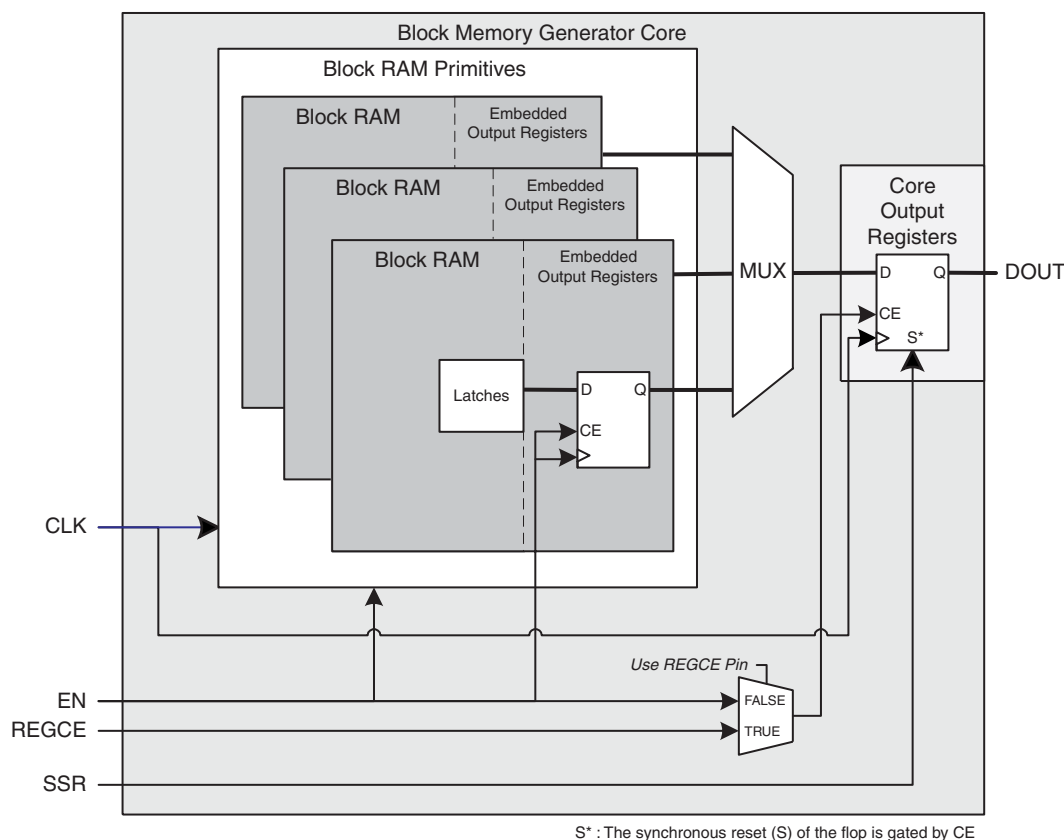 Block Memory Generator Core
Block RAM Primitives
Block RAM
Embedded
Output Registers
Block RAM
Embedded
Output Registers
Block RAM
Embedded
Output Registers
Latches
D
Q
CE
MUX
Core
Output
Registers
D
Q
CE
S*
DOUT
CLK
EN
REGCE
SSR
Use REGCE Pin
FALSE
TRUE
S* : The synchronous reset (S) of the flop is gated by CE